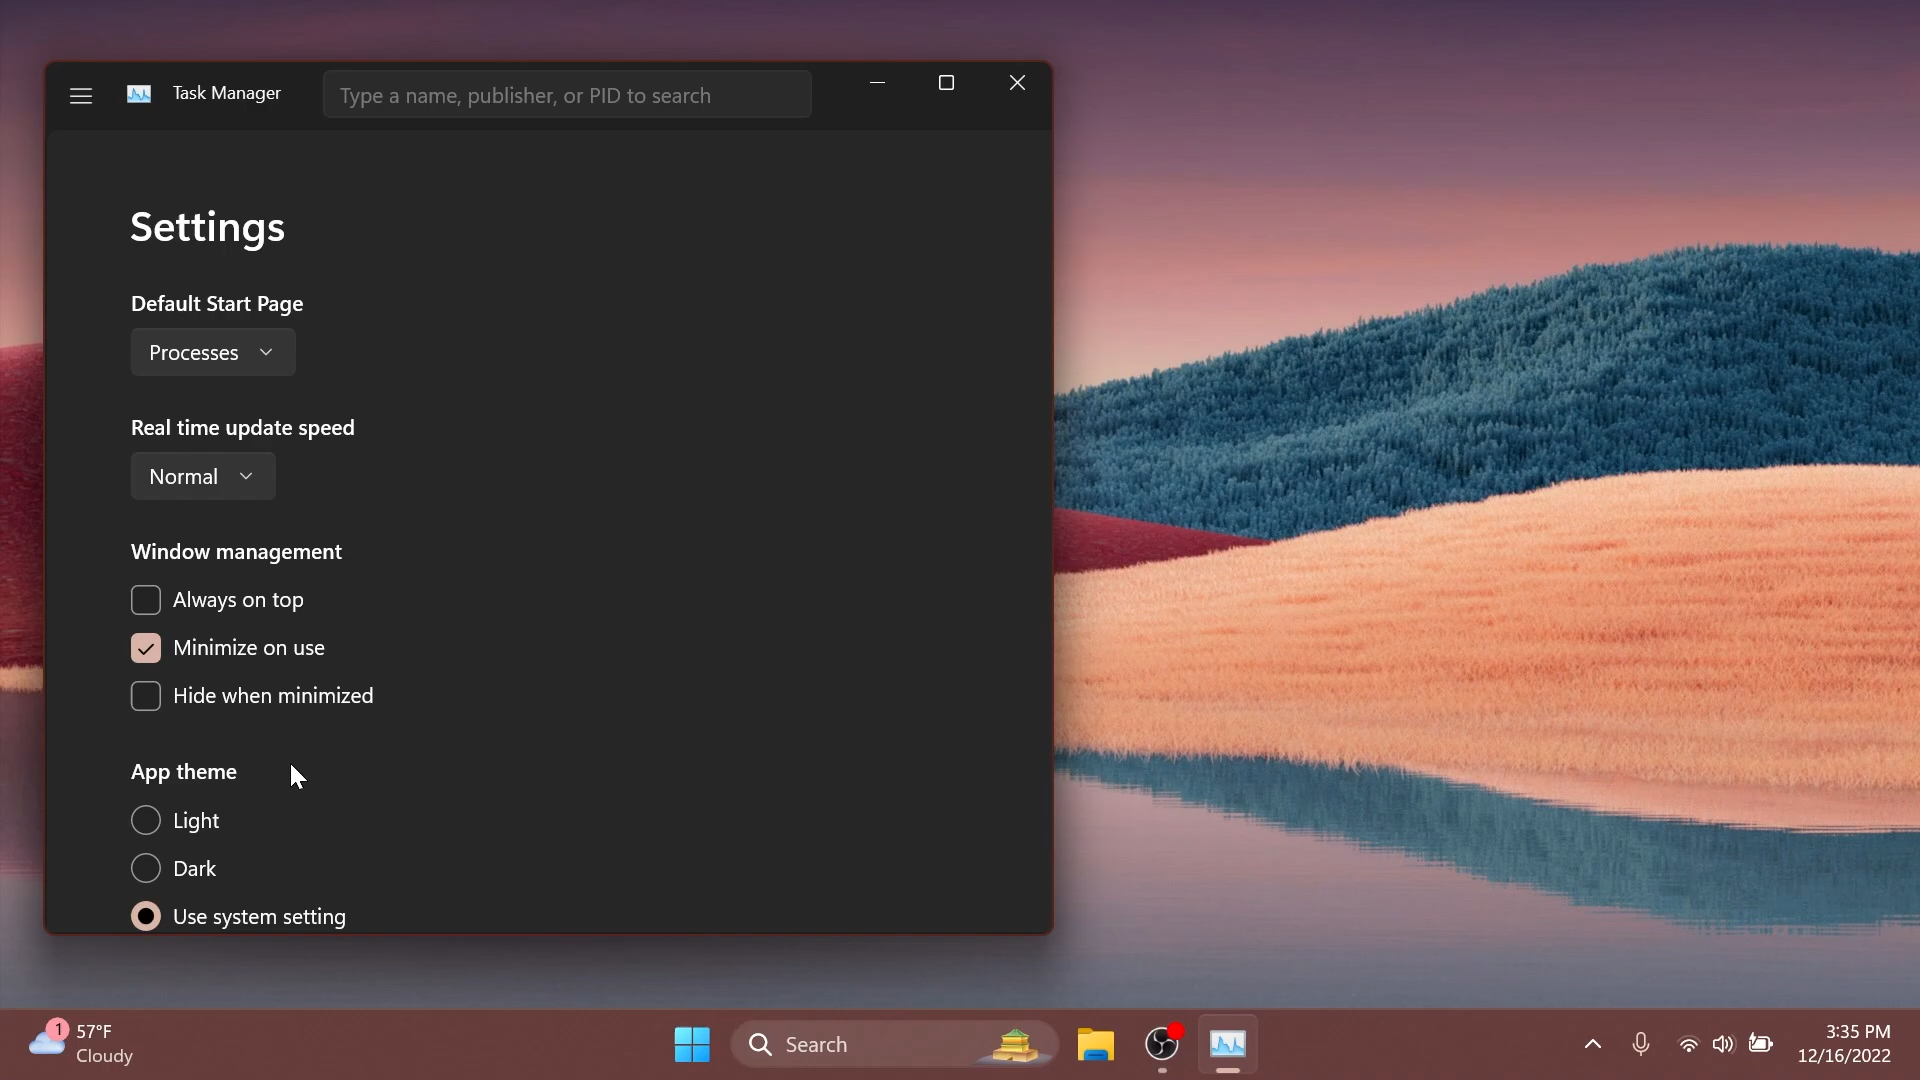 Task Manager
Type a name, publisher, or PID to search
Settings
Default Start Page
Processes
Real time update speed
Normal
Window management
Always on top
Minimize on use
Hide when minimized
App theme
Light
Dark
Use system setting
1
57°F
Cloudy
Search
3:35 PM
12/16/2022